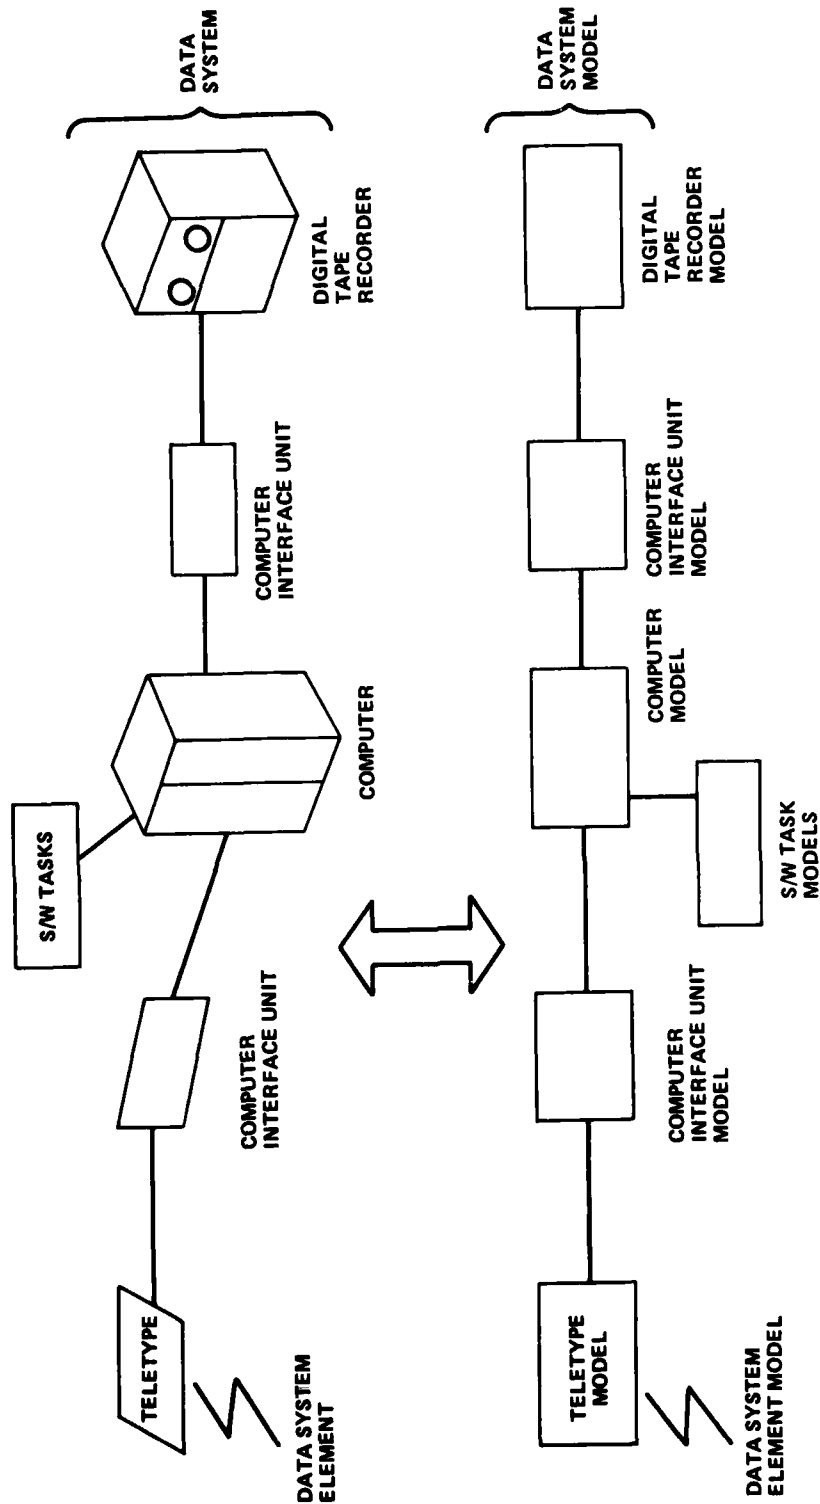 DATA
SYSTEM
S/W TASKS
TELETYPE
DATA SYSTEM
ELEMENT
COMPUTER
INTERFACE UNIT
COMPUTER
COMPUTER
INTERFACE UNIT
DIGITAL
TAPE
RECORDER
DATA
SYSTEM
MODEL
TELETYPE
MODEL
DATA SYSTEM
ELEMENT MODEL
COMPUTER
INTERFACE UNIT
MODEL
S/W TASK
MODELS
COMPUTER
MODEL
COMPUTER
INTERFACE UNIT
MODEL
DIGITAL
TAPE
RECORDER
MODEL